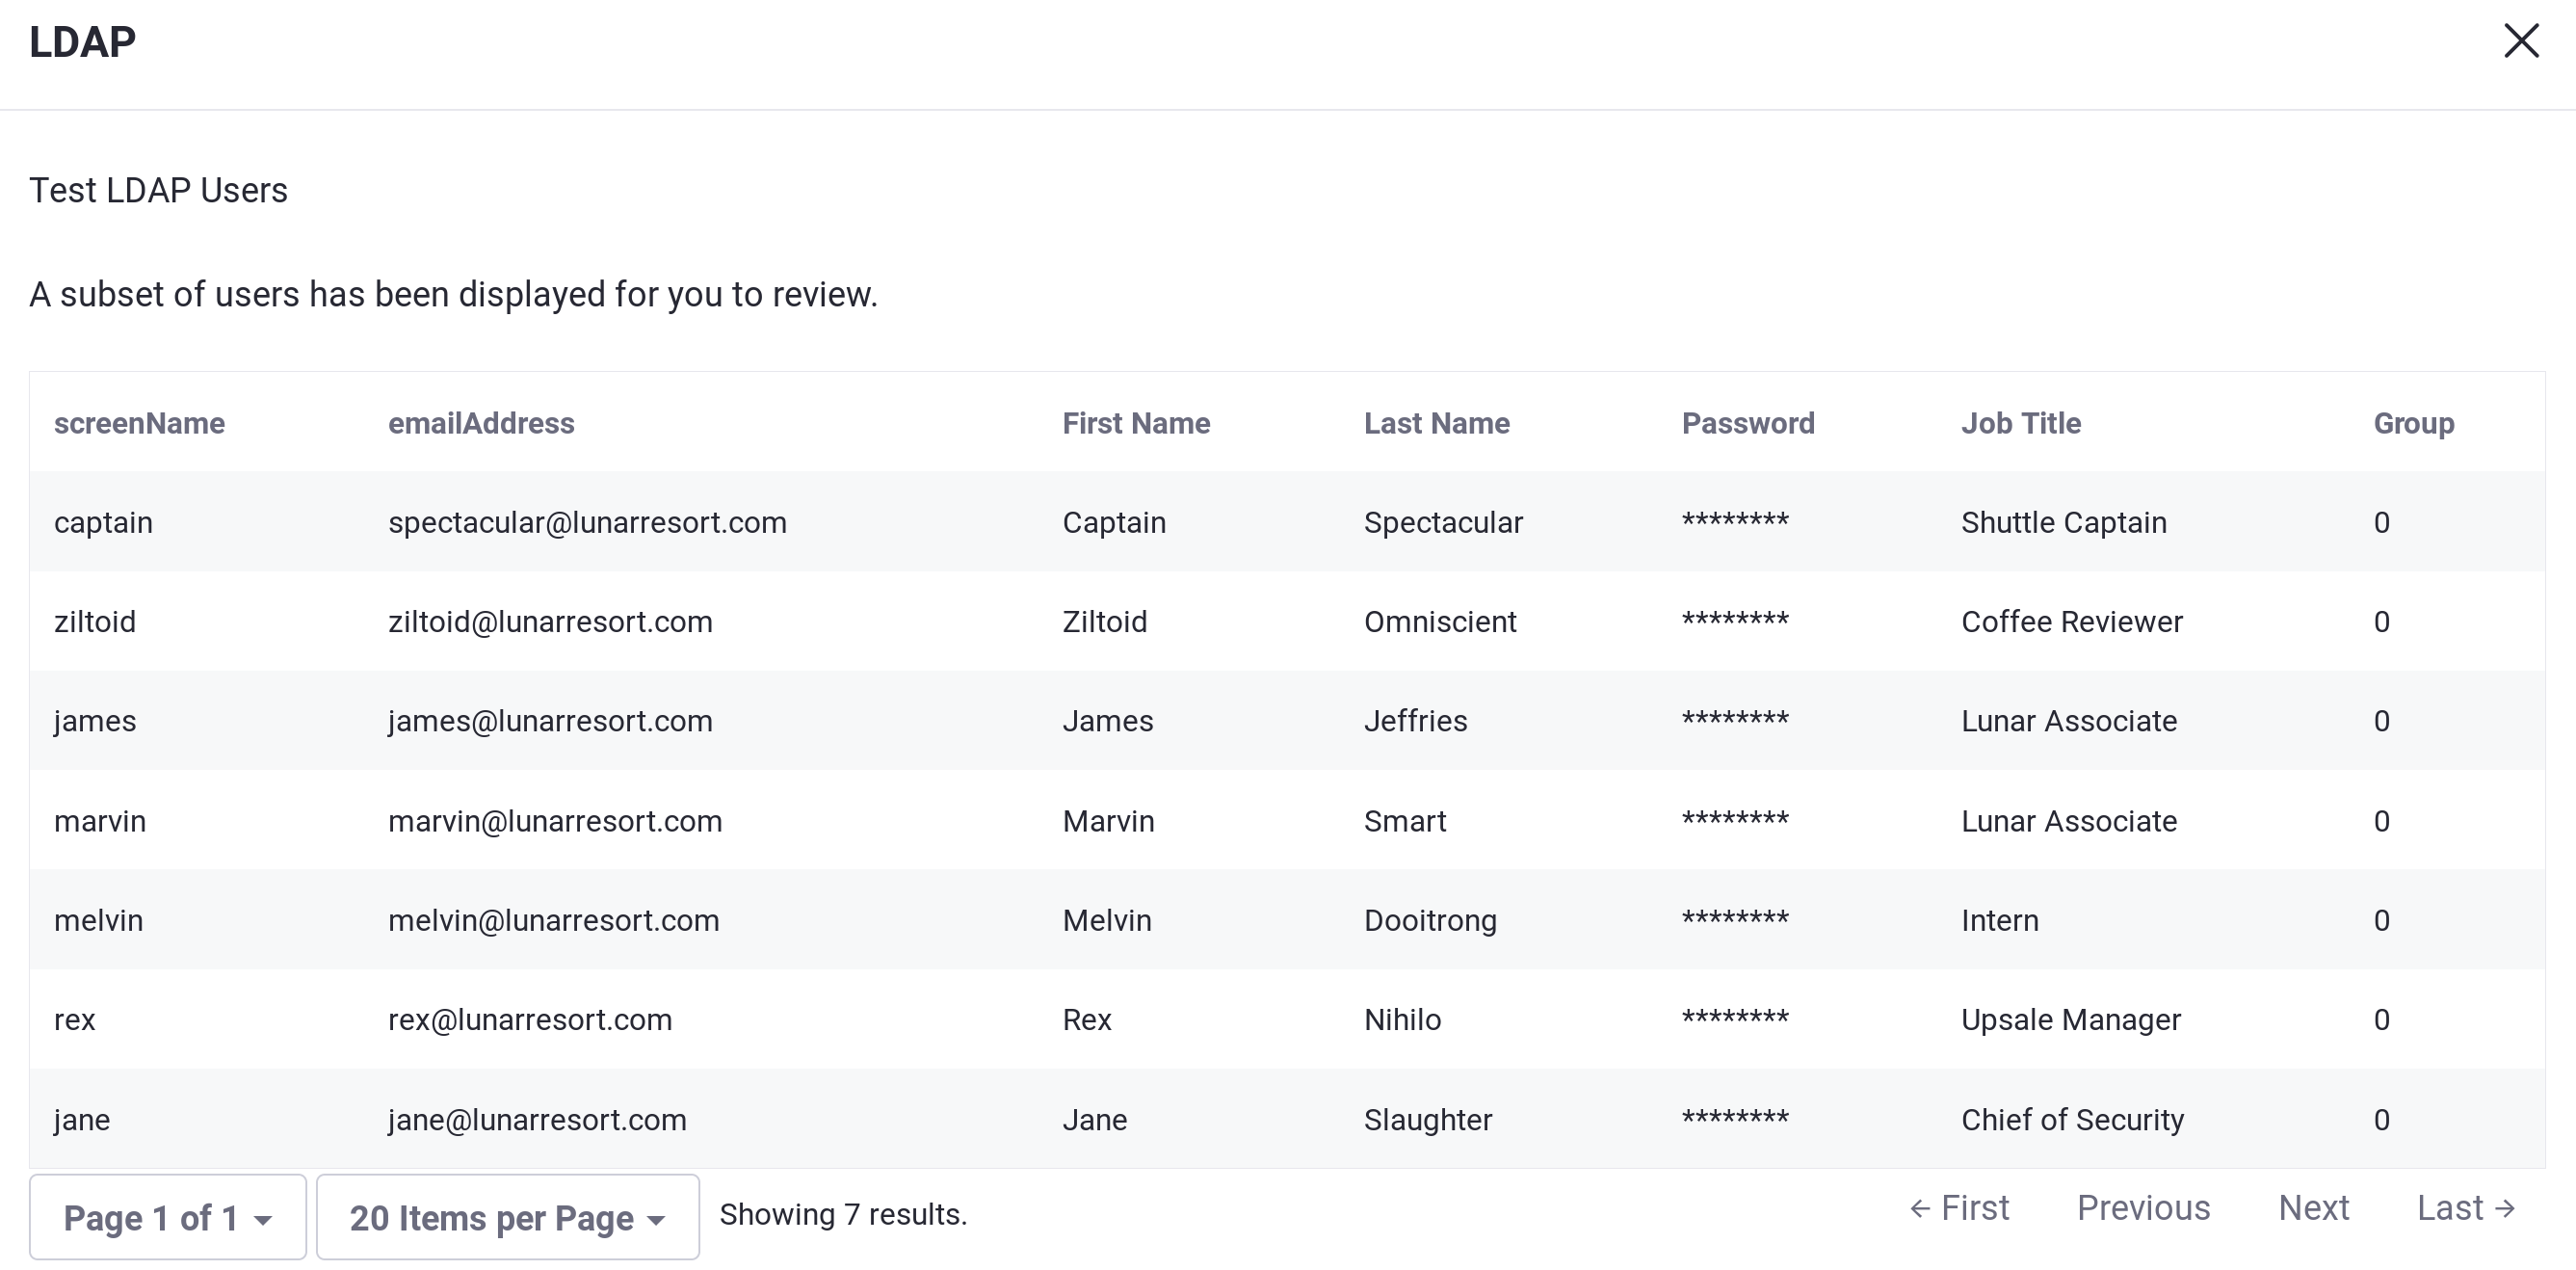 LDAP
Test LDAP Users
A subset of users has been displayed for you to review.
screenName emailAddress First Name Last Name Password Job Title Group
captain spectacular@lunarresort.com Captain Spectacular ******** Shuttle Captain 0
ziltoid ziltoid@lunarresort.com Ziltoid Omniscient ******** Coffee Reviewer 0
james james@lunarresort.com James Jeffries ******** Lunar Associate 0
marvin marvin@lunarresort.com Marvin Smart ******** Lunar Associate 0
melvin melvin@lunarresort.com Melvin Dooitrong ******** Intern 0
rex rex@lunarresort.com Rex Nihilo ******** Upsale Manager 0
jane jane@lunarresort.com Jane Slaughter ******** Chief of Security 0
Page 1 of 1 20 Items per Page Showing 7 results. ← First Previous Next Last →